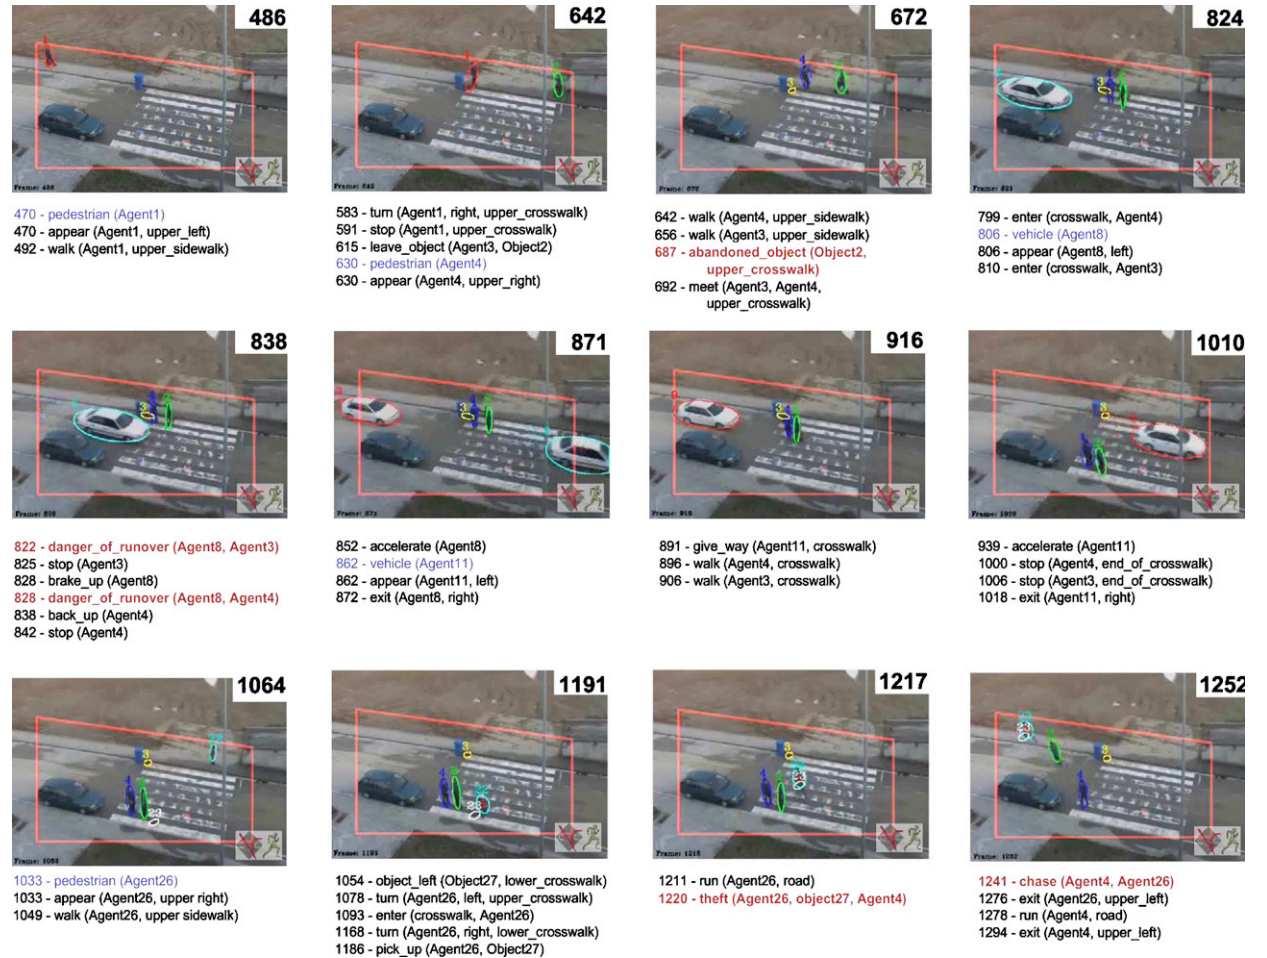 486
642
672
824
Frame: 486
470 - pedestrian (Agent1)
470 - appear (Agent1, upper_left)
492 - walk (Agent1, upper_sidewalk)
583 - turn (Agent1, right, upper_crosswalk)
591 - stop (Agent1, upper_crosswalk)
615 - leave_object (Agent3, Object2)
630 - pedestrian (Agent4)
630 - appear (Agent4, upper_right)
642 - walk (Agent4, upper_sidewalk)
656 - walk (Agent3, upper_sidewalk)
687 - abandoned_object (Object2,
upper_crosswalk)
692 - meet (Agent3, Agent4,
upper_crosswalk)
799 - enter (crosswalk, Agent4)
806 - vehicle (Agent8)
806 - appear (Agent8, left)
810 - enter (crosswalk, Agent3)
838
871
916
1010
822 - danger_of_runover (Agent8, Agent3)
825 - stop (Agent3)
828 - brake_up (Agent8)
828 - danger_of_runover (Agent8, Agent4)
838 - back_up (Agent4)
842 - stop (Agent4)
852 - accelerate (Agent8)
862 - vehicle (Agent11)
862 - appear (Agent11, left)
872 - exit (Agent8, right)
891 - give_way (Agent11, crosswalk)
896 - walk (Agent4, crosswalk)
906 - walk (Agent3, crosswalk)
939 - accelerate (Agent11)
1000 - stop (Agent4, end_of_crosswalk)
1006 - stop (Agent3, end_of_crosswalk)
1018 - exit (Agent11, right)
1064
1191
1217
1252
1033 - pedestrian (Agent26)
1033 - appear (Agent26, upper right)
1049 - walk (Agent26, upper sidewalk)
1054 - object_left (Object27, lower_crosswalk)
1078 - turn (Agent26, left, upper_crosswalk)
1093 - enter (crosswalk, Agent26)
1168 - turn (Agent26, right, lower_crosswalk)
1186 - pick_up (Agent26, Object27)
1211 - run (Agent26, road)
1220 - theft (Agent26, object27, Agent4)
1241 - chase (Agent4, Agent26)
1276 - exit (Agent26, upper_left)
1278 - run (Agent4, road)
1294 - exit (Agent4, upper_left)